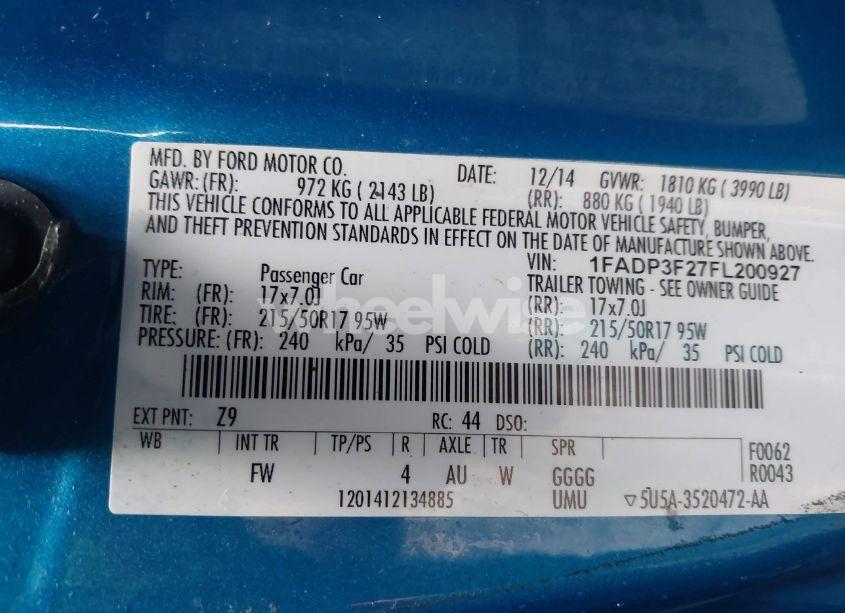 MFD. BY FORD MOTOR CO. DATE: 12/14 GVWR: 1810 KG ( 3990 LB)
GAWR: (FR): 972 KG ( 2143 LB) (RR): 880 KG ( 1940 LB)
THIS VEHICLE CONFORMS TO ALL APPLICABLE FEDERAL MOTOR VEHICLE SAFETY, BUMPER,
AND THEFT PREVENTION STANDARDS IN EFFECT ON THE DATE OF MANUFACTURE SHOWN ABOVE.
VIN: 1FADP3F27FL200927
TYPE: Passenger Car TRAILER TOWING - SEE OWNER GUIDE
RIM: (FR): 17x7.0J (RR): 17x7.0J
TIRE: (FR): 215/50R17 95W (RR): 215/50R17 95W
PRESSURE: (FR): 240 kPa/ 35 PSI COLD (RR): 240 kPa/ 35 PSI COLD
wheelwise
EXT PNT: Z9 RC: 44 DSO:
WB INT TR TP/PS R AXLE TR SPR F0062
FW 4 AU W GGGG R0043
1201412134885 UMU ▽5U5A-3520472-AA